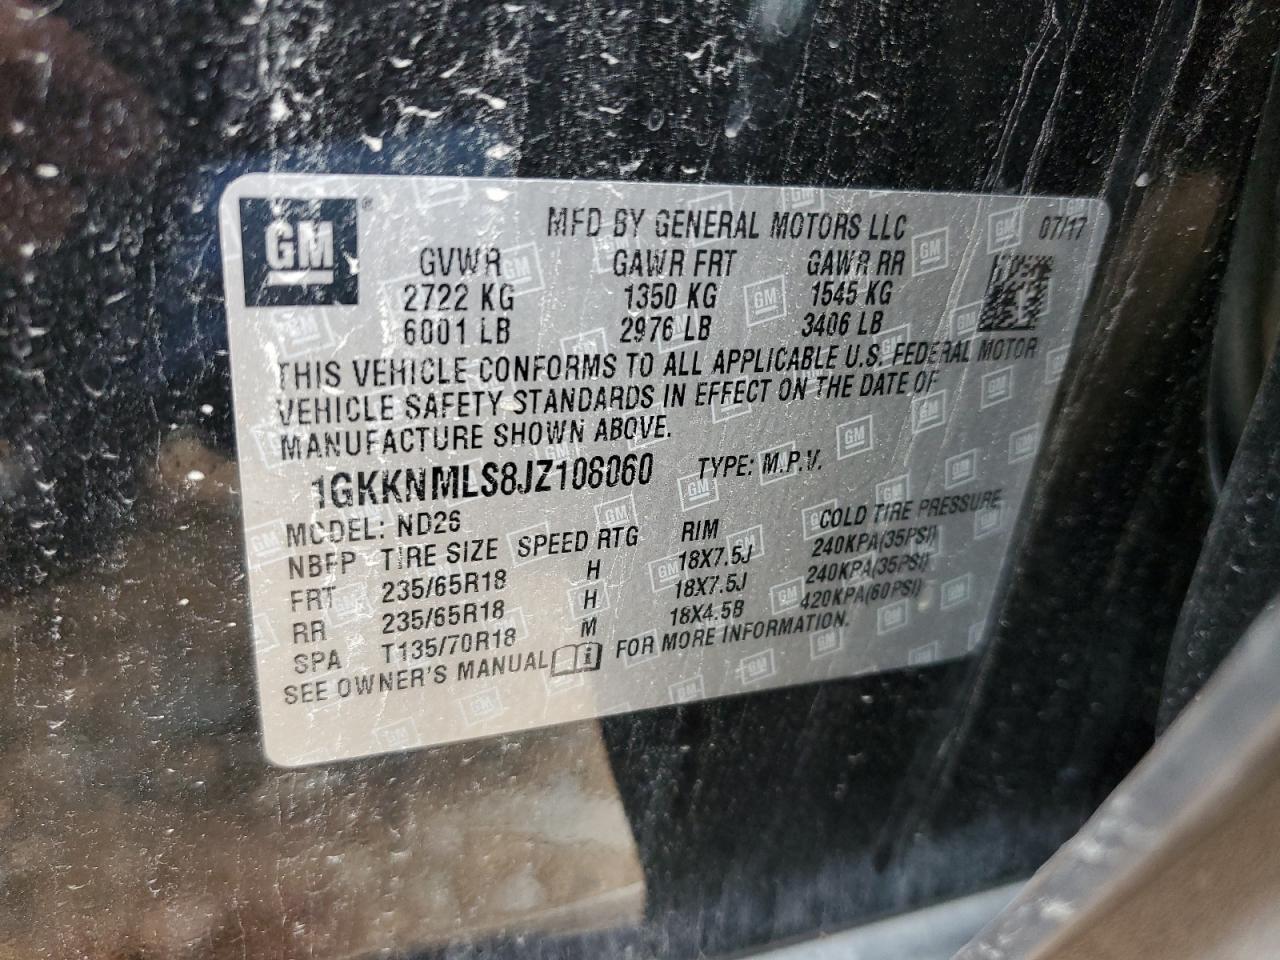 GM®
MFD BY GENERAL MOTORS LLC 07/17
GVWR GAWR FRT GAWR RR
2722 KG 1350 KG 1545 KG
6001 LB 2976 LB 3406 LB
THIS VEHICLE CONFORMS TO ALL APPLICABLE U.S. FEDERAL MOTOR
VEHICLE SAFETY STANDARDS IN EFFECT ON THE DATE OF
MANUFACTURE SHOWN ABOVE.
1GKKNMLS8JZ108060 TYPE: M.P.V.
MODEL: ND26
NBFP TIRE SIZE SPEED RTG RIM COLD TIRE PRESSURE
FRT 235/65R18 H 18X7.5J 240KPA(35PSI)
RR 235/65R18 H 18X7.5J 240KPA(35PSI)
SPA T135/70R18 M 18X4.5B 420KPA(60PSI)
SEE OWNER'S MANUAL FOR MORE INFORMATION.